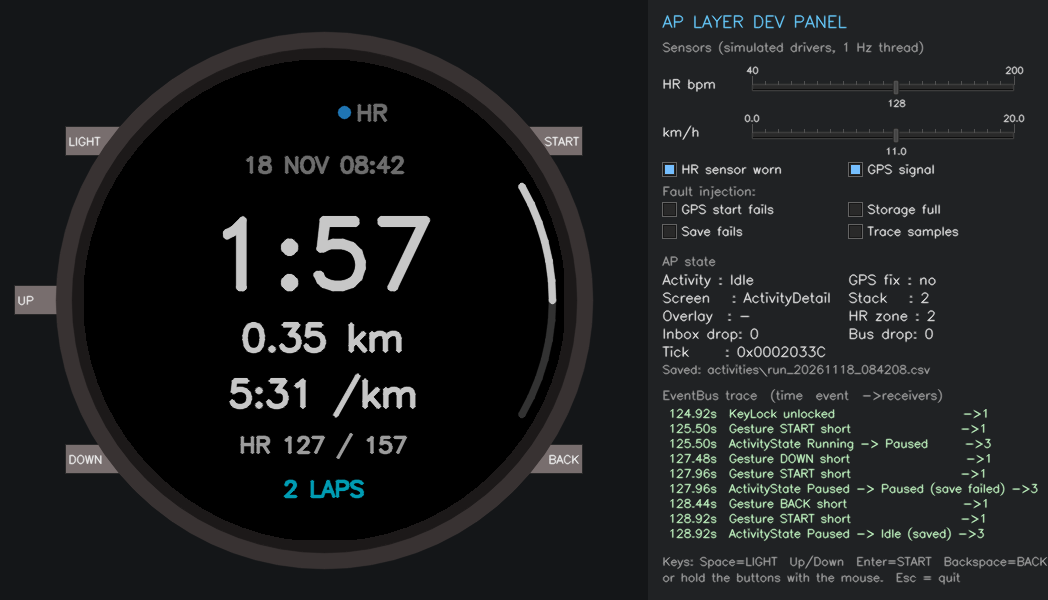 HR
LIGHT
START
18 NOV 08:42
1:57
UP
0.35 km
5:31 /km
HR 127 / 157
DOWN
BACK
2 LAPS
AP LAYER DEV PANEL
Sensors (simulated drivers, 1 Hz thread)
40 200
HR bpm
128
0.0 20.0
km/h
11.0
HR sensor worn GPS signal
Fault injection:
GPS start fails Storage full
Save fails Trace samples
AP state
Activity : Idle GPS fix : no
Screen : ActivityDetail Stack : 2
Overlay : – HR zone : 2
Inbox drop: 0 Bus drop: 0
Tick : 0x0002033C
Saved: activities\run_20261118_084208.csv
EventBus trace (time event –>receivers)
124.92s KeyLock unlocked –>1
125.50s Gesture START short –>1
125.50s ActivityState Running –> Paused –>3
127.48s Gesture DOWN short –>1
127.96s Gesture START short –>1
127.96s ActivityState Paused –> Paused (save failed) –>3
128.44s Gesture BACK short –>1
128.92s Gesture START short –>1
128.92s ActivityState Paused –> Idle (saved) –>3
Keys: Space=LIGHT Up/Down Enter=START Backspace=BACK
or hold the buttons with the mouse. Esc = quit